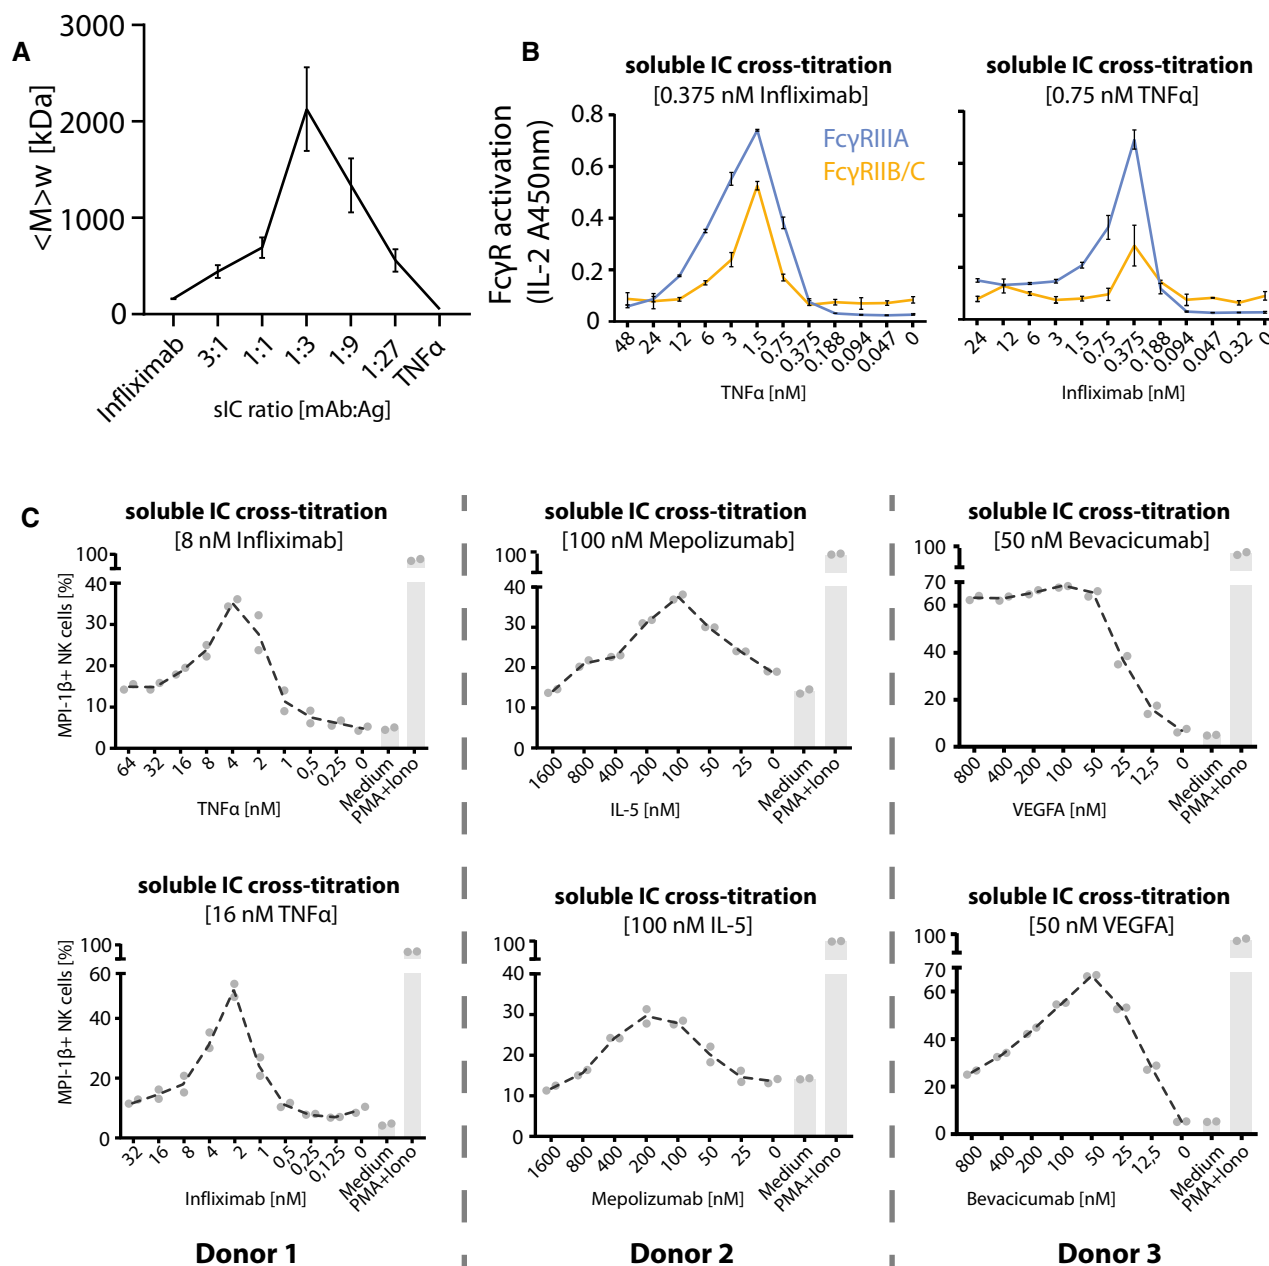 A
3000
2000
1000
0
<M>w [kDa]
Infliximab
3:1
1:1
1:3
1:9
1:27
TNFα
sIC ratio [mAb:Ag]
B
soluble IC cross-titration
[0.375 nM Infliximab]
FcγRIIIA
FcγRIIB/C
FcγR activation
(IL-2 A450nm)
0.8
0.6
0.4
0.2
0
48
24
12
6
3
1.5
0.75
0.375
0.188
0.094
0.047
0
TNFα [nM]
soluble IC cross-titration
[0.75 nM TNFα]
24
12
6
3
1.5
0.75
0.375
0.188
0.094
0.047
0.32
0
Infliximab [nM]
C
soluble IC cross-titration
[8 nM Infliximab]
MPI-1β+ NK cells [%]
100
40
30
20
10
0
64
32
16
8
4
2
1
0,5
0,25
0
Medium
PMA+Iono
TNFα [nM]
soluble IC cross-titration
[100 nM Mepolizumab]
100
40
30
20
10
0
1600
800
400
200
100
50
25
0
Medium
PMA+Iono
IL-5 [nM]
soluble IC cross-titration
[50 nM Bevacicumab]
100
70
60
40
20
0
800
400
200
100
50
25
12,5
0
Medium
PMA+Iono
VEGFA [nM]
soluble IC cross-titration
[16 nM TNFα]
MPI-1β+ NK cells [%]
100
60
40
20
0
32
16
8
4
2
1
0,5
0,25
0,125
0
Medium
PMA+Iono
Infliximab [nM]
soluble IC cross-titration
[100 nM IL-5]
100
40
30
20
10
0
1600
800
400
200
100
50
25
0
Medium
PMA+Iono
Mepolizumab [nM]
soluble IC cross-titration
[50 nM VEGFA]
100
70
60
40
20
0
800
400
200
100
50
25
12,5
0
Medium
PMA+Iono
Bevacicumab [nM]
Donor 1
Donor 2
Donor 3